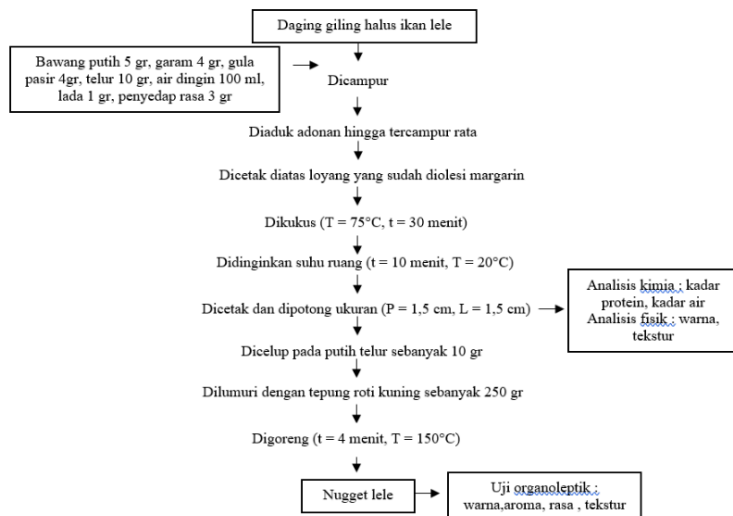 Daging giling halus ikan lele
Bawang putih 5 gr, garam 4 gr, gula
pasir 4gr, telur 10 gr, air dingin 100 ml,
lada 1 gr, penyedap rasa 3 gr
Dicampur
Diaduk adonan hingga tercampur rata
Dicetak diatas loyang yang sudah diolesi margarin
Dikukus (T = 75°C, t = 30 menit)
Didinginkan suhu ruang (t = 10 menit, T = 20°C)
Dicetak dan dipotong ukuran (P = 1,5 cm, L = 1,5 cm)
Analisis kimia : kadar
protein, kadar air
Analisis fisik : warna,
tekstur
Dicelup pada putih telur sebanyak 10 gr
Dilumuri dengan tepung roti kuning sebanyak 250 gr
Digoreng (t = 4 menit, T = 150°C)
Nugget lele
Uji organoleptik :
warna,aroma, rasa , tekstur